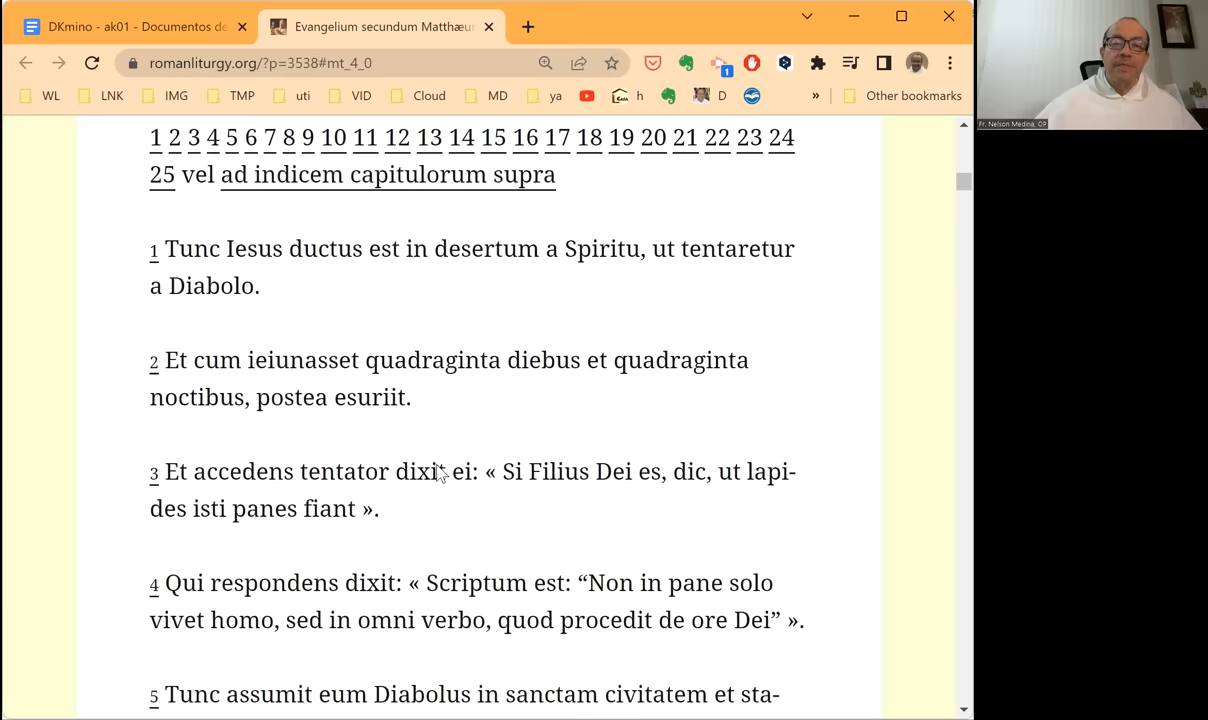 DKmino - ak01 - Documentos de
Evangelium secundum Matthæu
romanliturgy.org/?p=3538#mt_4_0
1
WL LNK IMG TMP uti VID Cloud MD ya h D » Other bookmarks
Fr. Nelson Medina, OP
1 2 3 4 5 6 7 8 9 10 11 12 13 14 15 16 17 18 19 20 21 22 23 24
25 vel ad indicem capitulorum supra
1 Tunc Iesus ductus est in desertum a Spiritu, ut tentaretur
a Diabolo.
2 Et cum ieiunasset quadraginta diebus et quadraginta
noctibus, postea esuriit.
3 Et accedens tentator dixit ei: « Si Filius Dei es, dic, ut lapi-
des isti panes fiant ».
4 Qui respondens dixit: « Scriptum est: “Non in pane solo
vivet homo, sed in omni verbo, quod procedit de ore Dei” ».
5 Tunc assumit eum Diabolus in sanctam civitatem et sta-